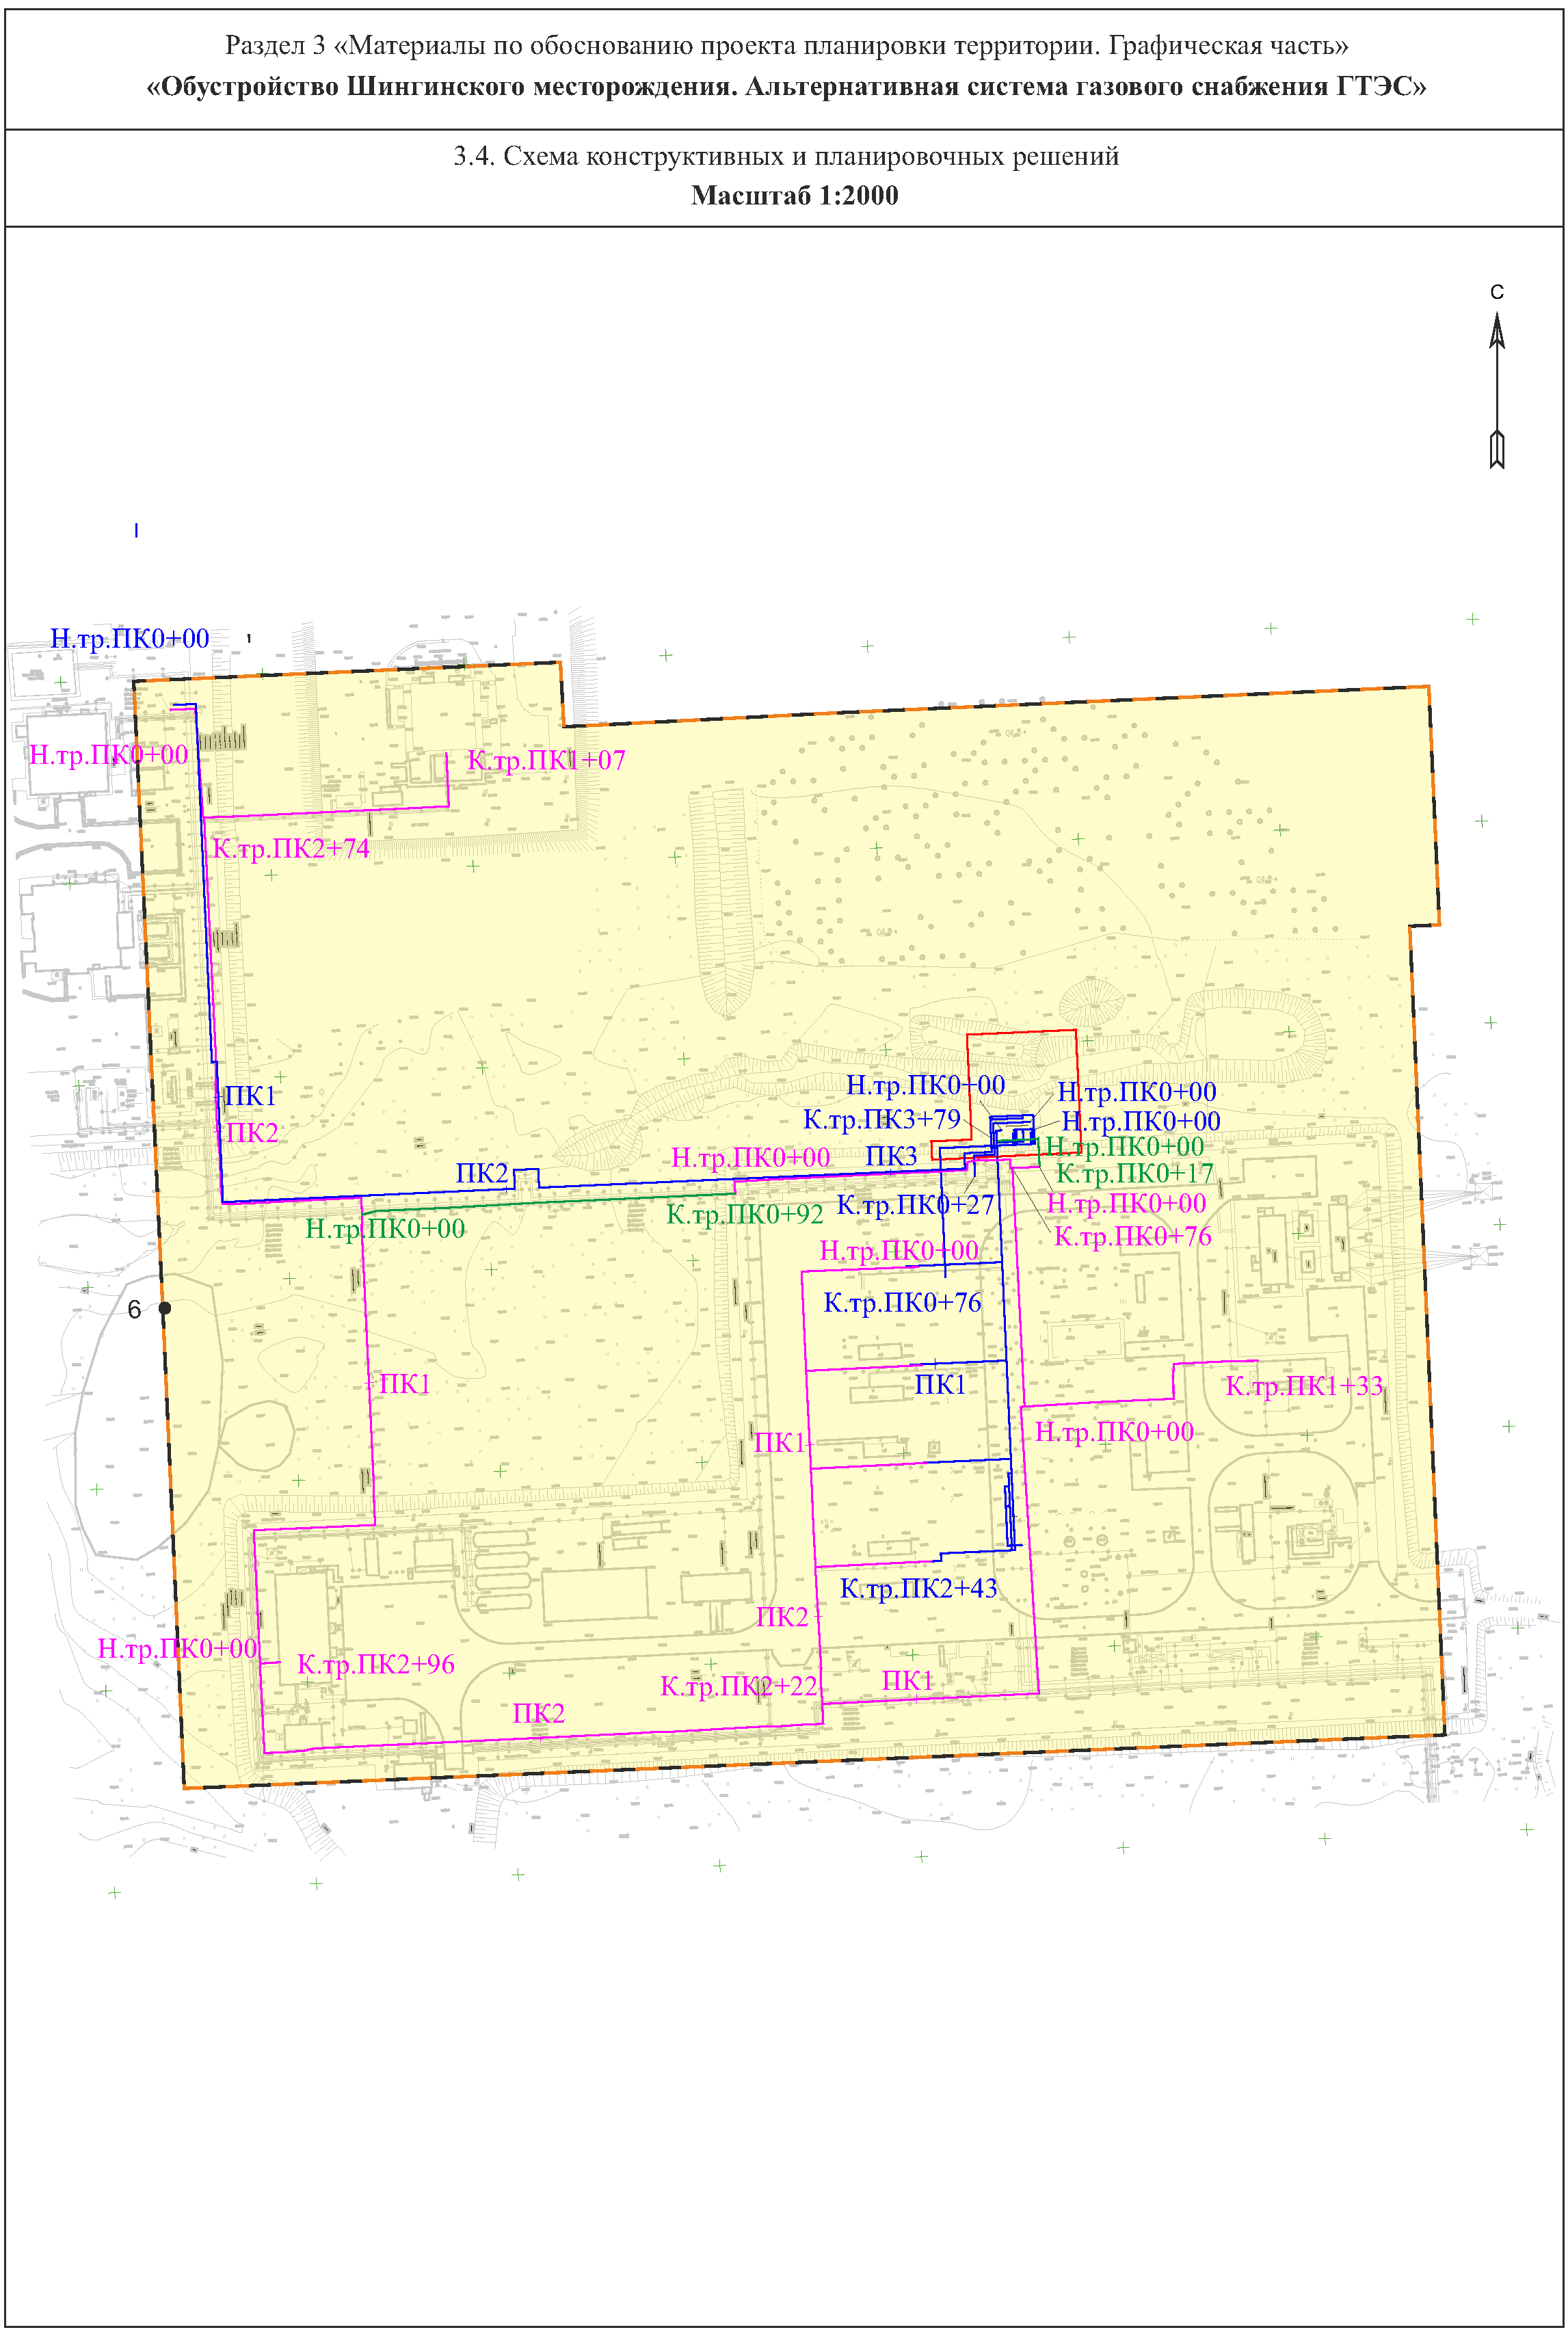 Раздел 3 «Материалы по обоснованию проекта планировки территории. Графическая часть»
«Обустройство Шингинского месторождения. Альтернативная система газового снабжения ГТЭС»
3.4. Схема конструктивных и планировочных решений
Масштаб 1:2000
С
Н.тр.ПК0+00
Н.тр.ПК0+00
К.тр.ПК1+07
К.тр.ПК2+74
ПК1
ПК2
Н.тр.ПК0+00
Н.тр.ПК0+00
К.тр.ПК3+79
Н.тр.ПК0+00
Н.тр.ПК0+00
Н.тр.ПК0+00
ПК3
ПК2
К.тр.ПК0+17
К.тр.ПК0+27
Н.тр.ПК0+00
К.тр.ПК0+92
Н.тр.ПК0+00
К.тр.ПК0+76
Н.тр.ПК0+00
К.тр.ПК0+76
6
ПК1
ПК1
К.тр.ПК1+33
Н.тр.ПК0+00
ПК1
К.тр.ПК2+43
ПК2
Н.тр.ПК0+00
К.тр.ПК2+96
К.тр.ПК2+22
ПК1
ПК2